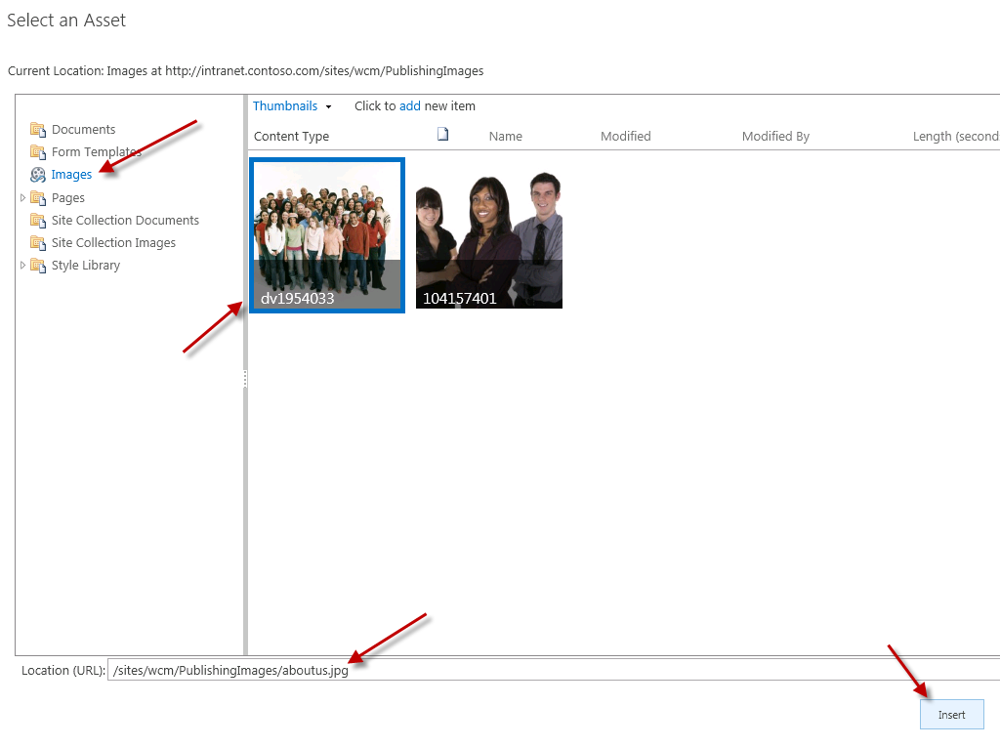 Select an Asset
Current Location: Images at http://intranet.contoso.com/sites/wcm/PublishingImages
Thumbnails Click to add new item
Documents
Form Templates
Images
Pages
Site Collection Documents
Site Collection Images
Style Library
Content Type Name Modified Modified By Length (second
dv1954033 104157401
Location (URL): /sites/wcm/PublishingImages/aboutus.jpg
Insert